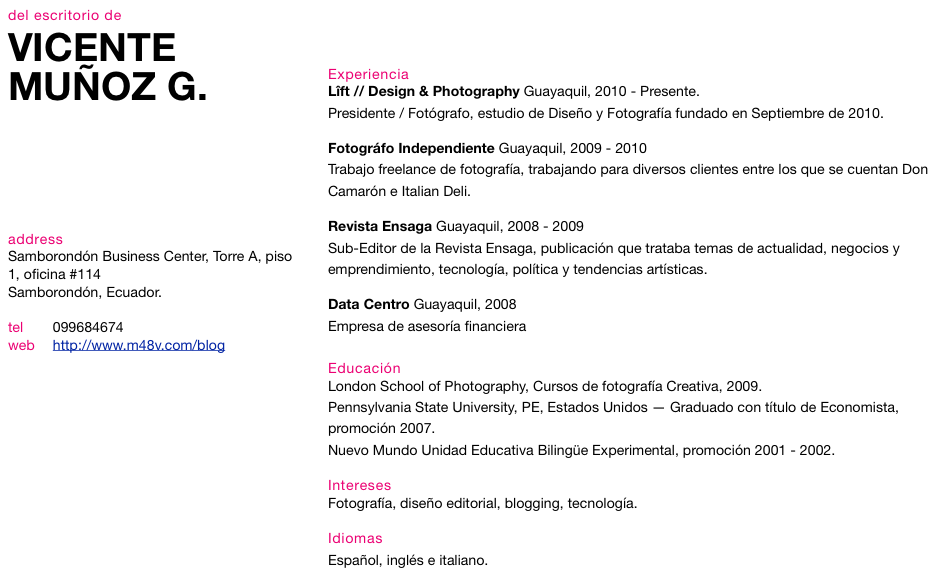 del escritorio de
VICENTE
MUÑOZ G.
address
Samborondón Business Center, Torre A, piso
1, oficina #114
Samborondón, Ecuador.
tel 099684674
web http://www.m48v.com/blog
Experiencia
Lîft // Design & Photography Guayaquil, 2010 - Presente.
Presidente / Fotógrafo, estudio de Diseño y Fotografía fundado en Septiembre de 2010.
Fotográfo Independiente Guayaquil, 2009 - 2010
Trabajo freelance de fotografía, trabajando para diversos clientes entre los que se cuentan Don
Camarón e Italian Deli.
Revista Ensaga Guayaquil, 2008 - 2009
Sub-Editor de la Revista Ensaga, publicación que trataba temas de actualidad, negocios y
emprendimiento, tecnología, política y tendencias artísticas.
Data Centro Guayaquil, 2008
Empresa de asesoría financiera
Educación
London School of Photography, Cursos de fotografía Creativa, 2009.
Pennsylvania State University, PE, Estados Unidos — Graduado con título de Economista,
promoción 2007.
Nuevo Mundo Unidad Educativa Bilingüe Experimental, promoción 2001 - 2002.
Intereses
Fotografía, diseño editorial, blogging, tecnología.
Idiomas
Español, inglés e italiano.